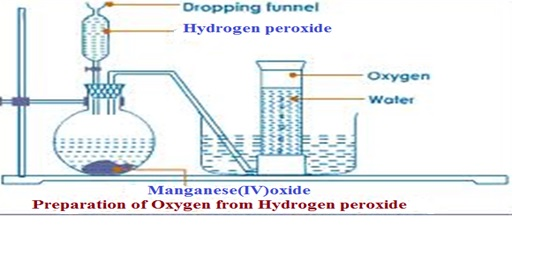 Dropping funnel
Hydrogen peroxide
Oxygen
Water
Manganese(IV)oxide
Preparation of Oxygen from Hydrogen peroxide